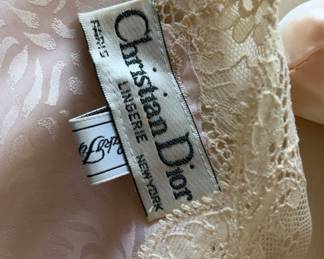 Christian Dior
LINGERIE NEW YORK
PARIS